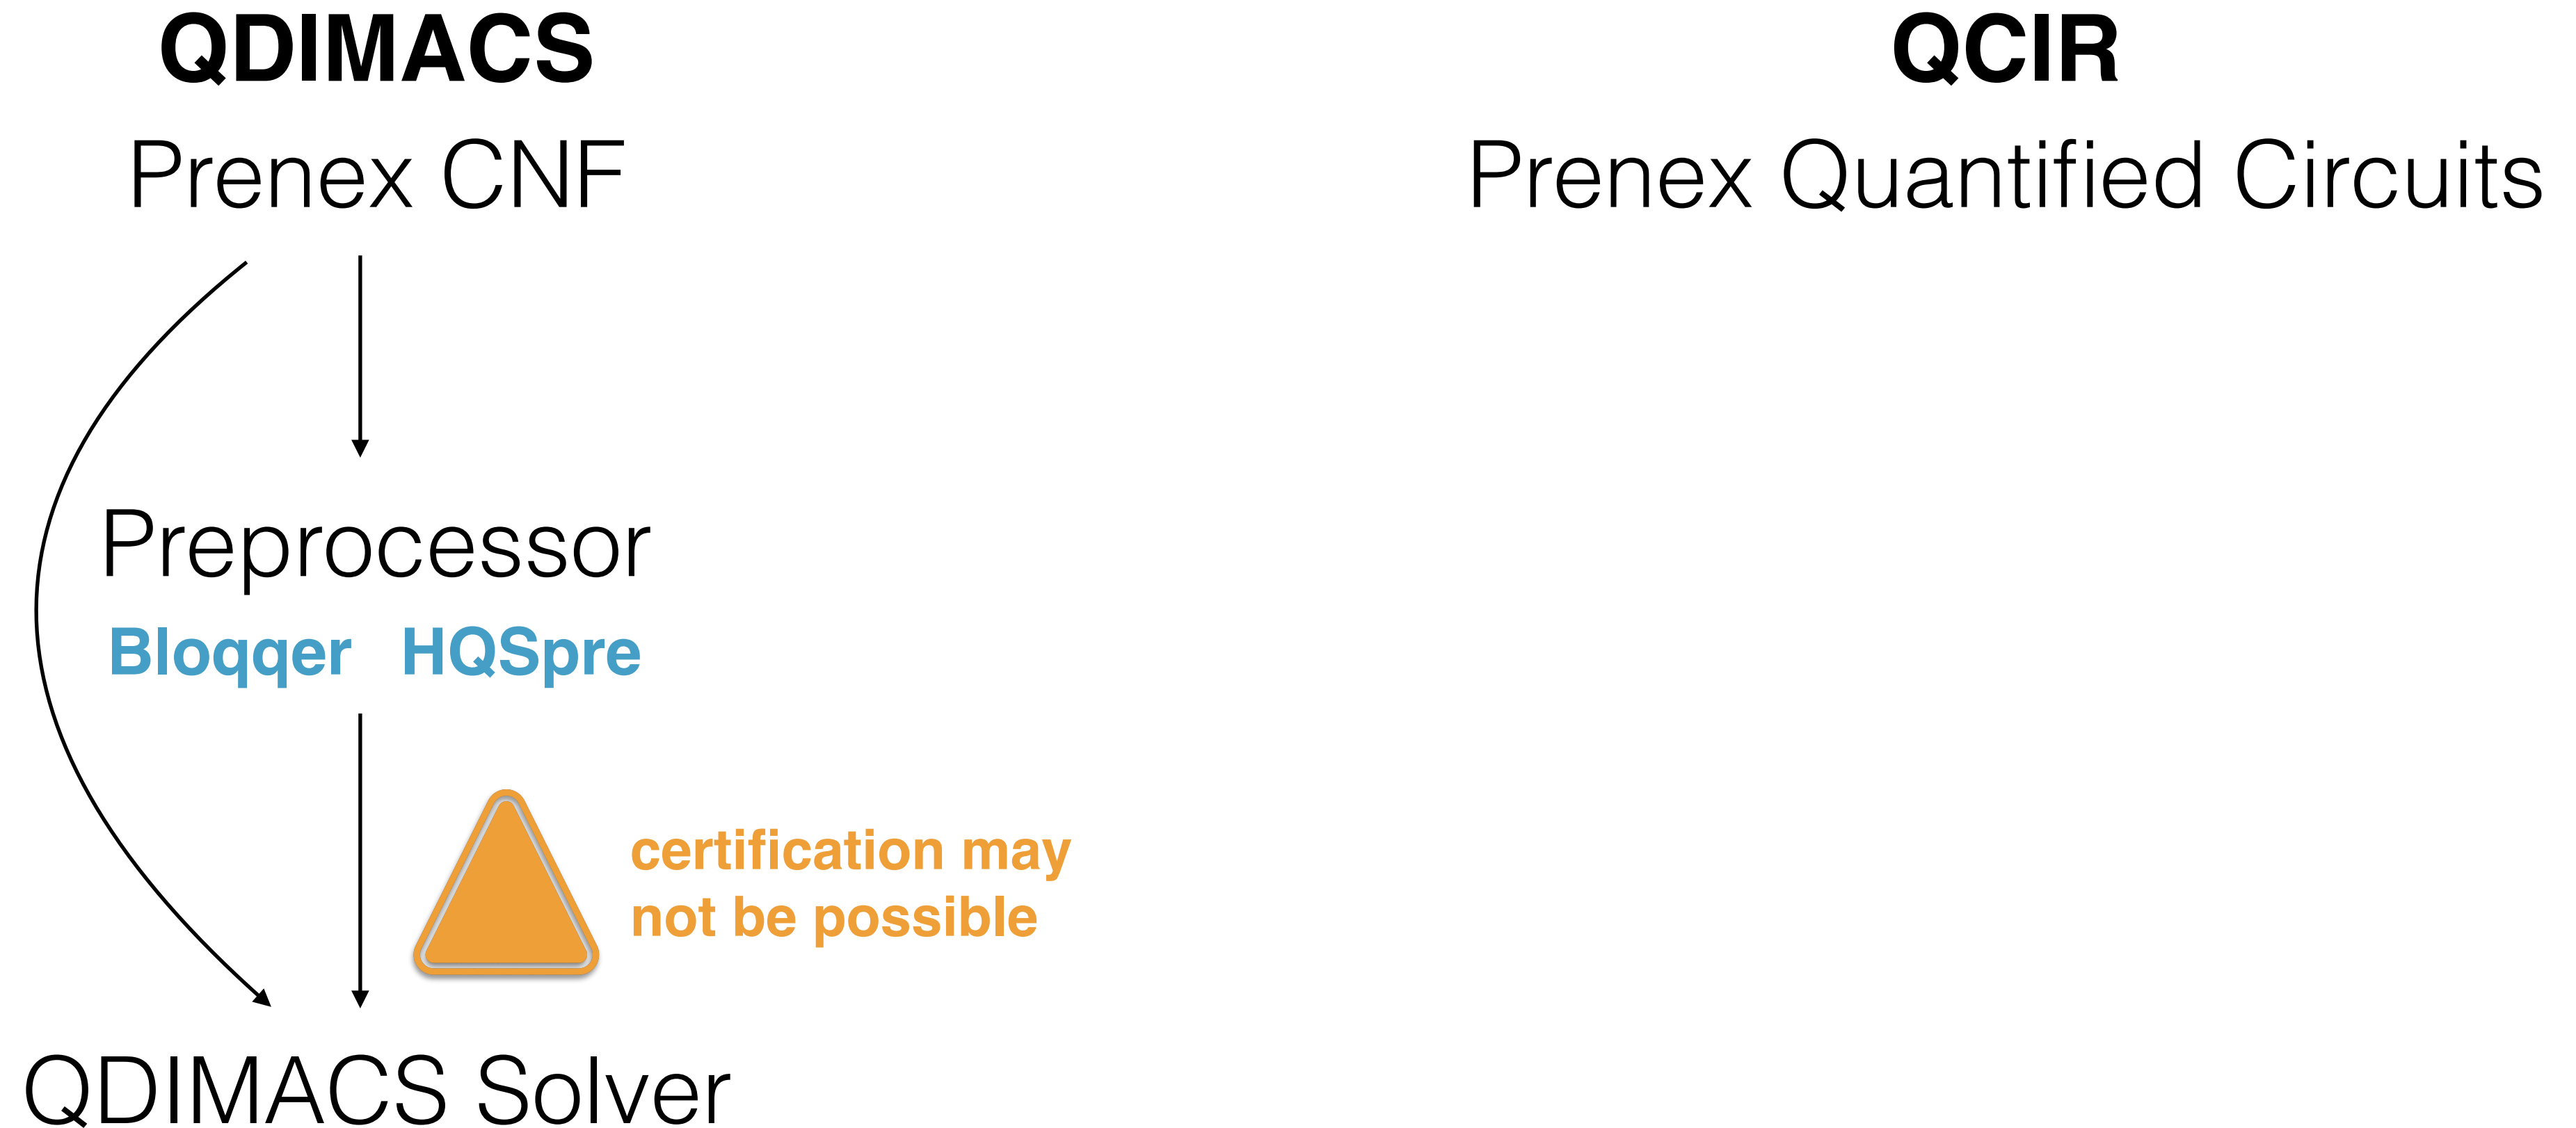 QDIMACS
Prenex CNF
Preprocessor
Bloqqer HQSpre
certification may
not be possible
QDIMACS Solver
QCIR
Prenex Quantified Circuits